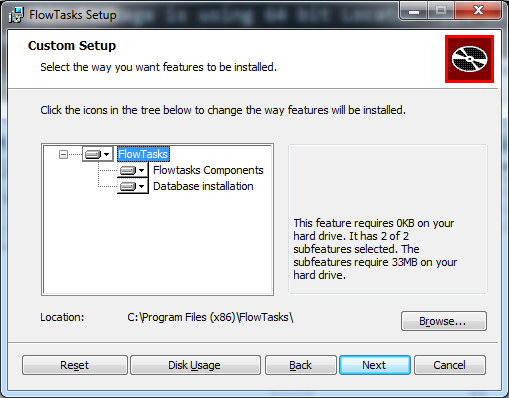 FlowTasks Setup
Custom Setup
Select the way you want features to be installed.
Click the icons in the tree below to change the way features will be installed.
FlowTasks
Flowtasks Components
Database installation
This feature requires 0KB on your
hard drive. It has 2 of 2
subfeatures selected. The
subfeatures require 33MB on your
hard drive.
Location: C:\Program Files (x86)\FlowTasks\
Browse...
Reset Disk Usage Back Next Cancel